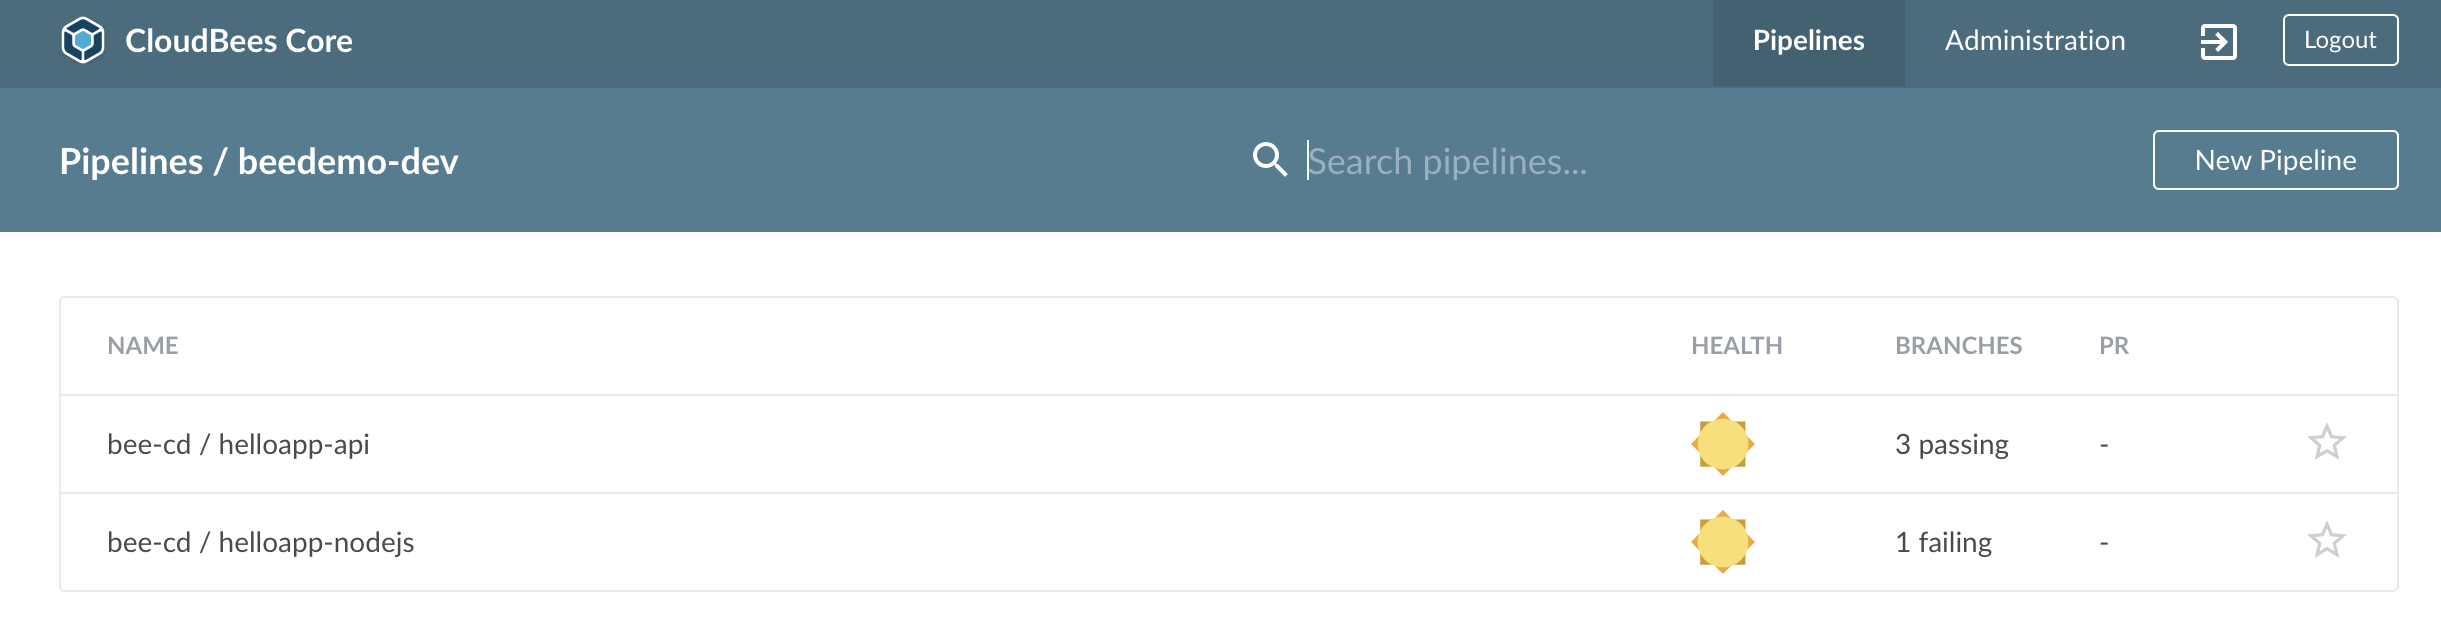 CloudBees Core Pipelines Administration Logout
Pipelines / beedemo-dev Search pipelines... New Pipeline
NAME HEALTH BRANCHES PR
bee-cd / helloapp-api 3 passing -
bee-cd / helloapp-nodejs 1 failing -